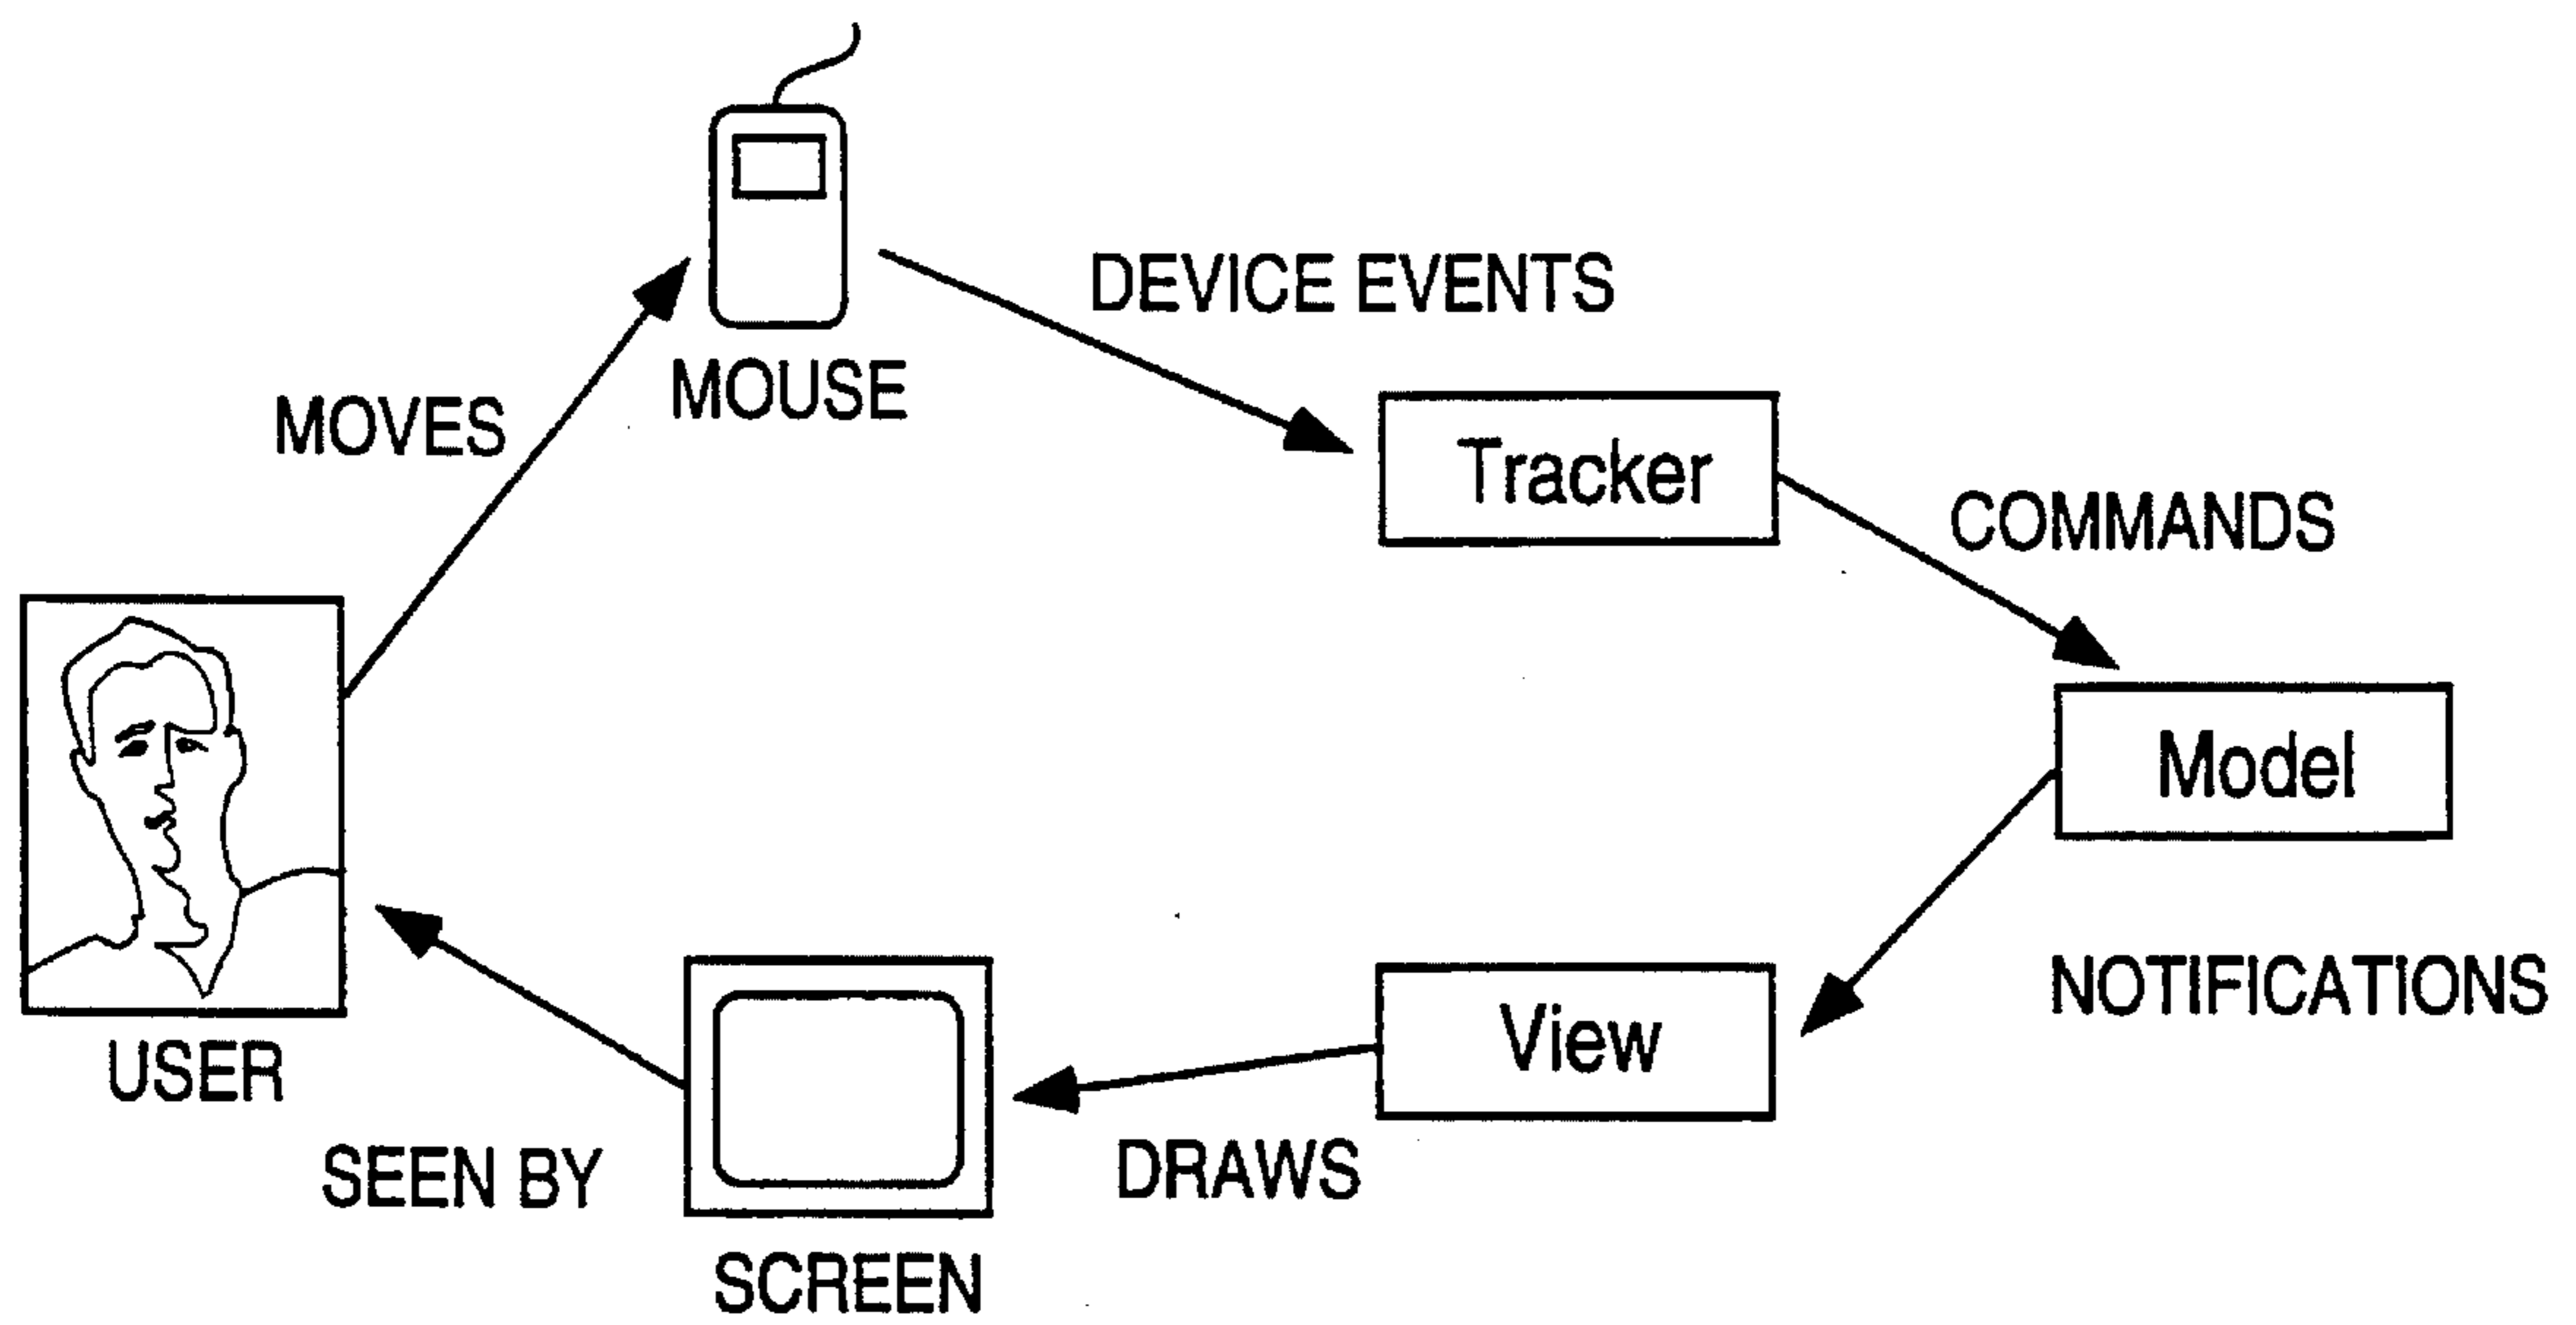 DEVICE EVENTS
MOUSE
MOVES
Tracker
COMMANDS
Model
NOTIFICATIONS
View
USER
DRAWS
SEEN BY
SCREEN